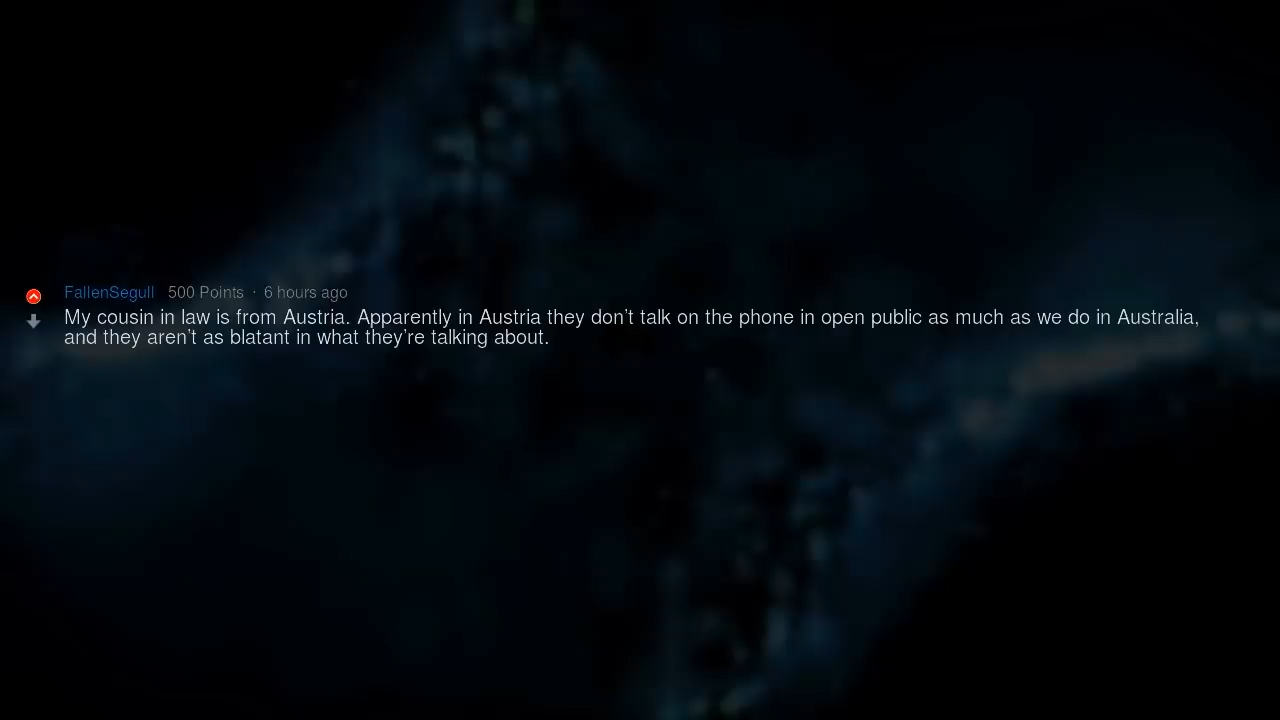 FallenSegull 500 Points · 6 hours ago
My cousin in law is from Austria. Apparently in Austria they don't talk on the phone in open public as much as we do in Australia,
and they aren't as blatant in what they're talking about.